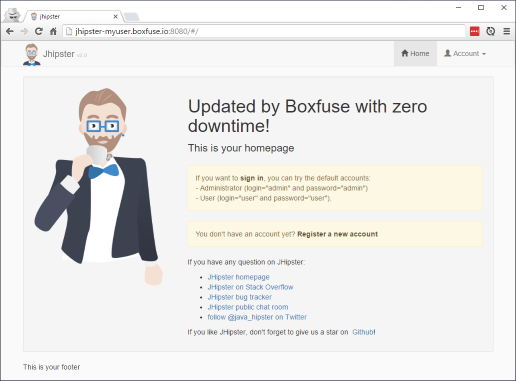 jhipster
jhipster-myuser.boxfuse.io:8080/#/
Jhipster
Home
Account
Updated by Boxfuse with zero
downtime!
This is your homepage
If you want to sign in, you can try the default accounts:
- Administrator (login="admin" and password="admin")
- User (login="user" and password="user").
You don't have an account yet? Register a new account
If you have any question on JHipster:
JHipster homepage
JHipster on Stack Overflow
JHipster bug tracker
JHipster public chat room
follow @java_hipster on Twitter
If you like JHipster, don't forget to give us a star on Github!
This is your footer